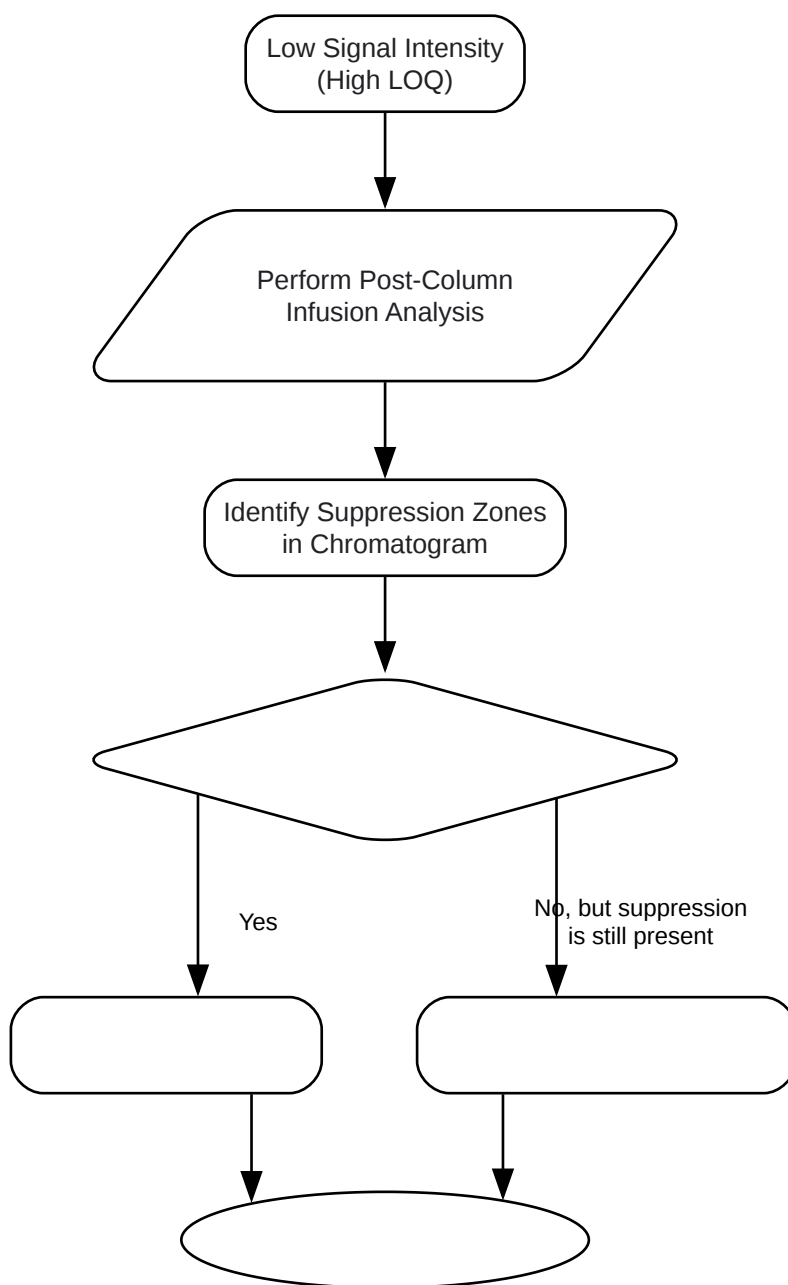 Low Signal Intensity
(High LOQ)
Perform Post-Column
Infusion Analysis
Identify Suppression Zones
in Chromatogram
Yes
No, but suppression
is still present